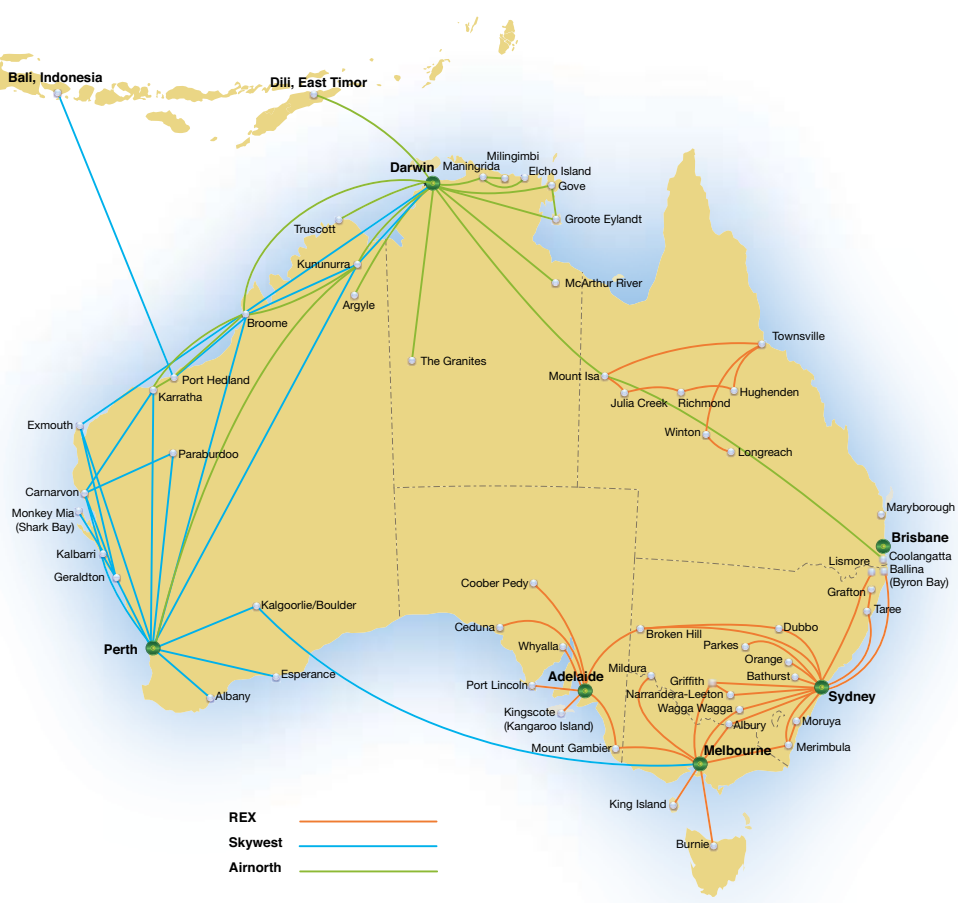 Bali, Indonesia
Dili, East Timor
Darwin
Maningrida
Milingimbi
Elcho Island
Gove
Groote Eylandt
Truscott
Kununurra
Argyle
McArthur River
Broome
The Granites
Townsville
Mount Isa
Julia Creek
Richmond
Hughenden
Port Hedland
Karratha
Exmouth
Winton
Longreach
Paraburdoo
Carnarvon
Monkey Mia
(Shark Bay)
Maryborough
Brisbane
Kalbarri
Coolangatta
Lismore
Ballina
(Byron Bay)
Geraldton
Coober Pedy
Grafton
Kalgoorlie/Boulder
Taree
Ceduna
Broken Hill
Dubbo
Perth
Whyalla
Parkes
Orange
Esperance
Mildura
Bathurst
Adelaide
Port Lincoln
Griffith
Narrandera-Leeton
Sydney
Albany
Wagga Wagga
Kingscote
(Kangaroo Island)
Albury
Moruya
Mount Gambier
Melbourne
Merimbula
King Island
Burnie
REX
Skywest
Airnorth